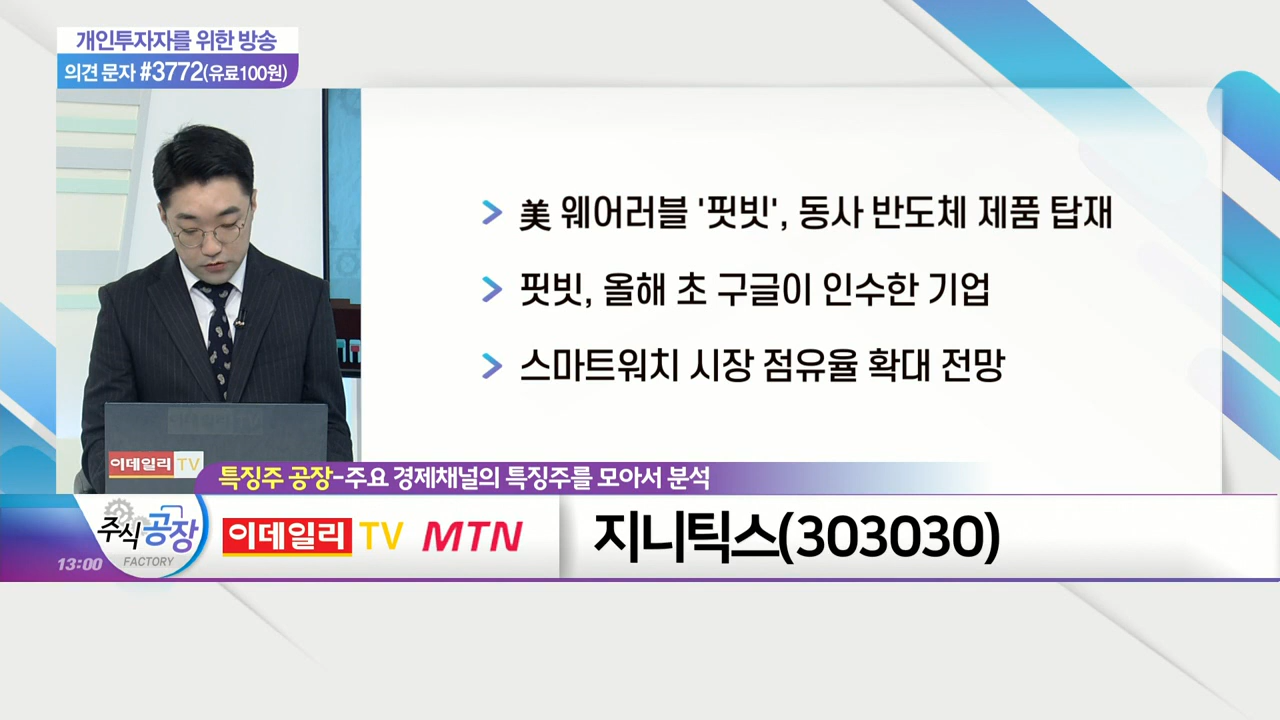 개인투자자를 위한 방송
의견 문자 #3772(유료100원)
> 美 웨어러블 '핏빗', 동사 반도체 제품 탑재
> 핏빗, 올해 초 구글이 인수한 기업
> 스마트워치 시장 점유율 확대 전망
이데일리 TV
특징주 공장-주요 경제채널의 특징주를 모아서 분석
주식공장
FACTORY
13:00
이데일리 TV MTN
지니틱스(303030)